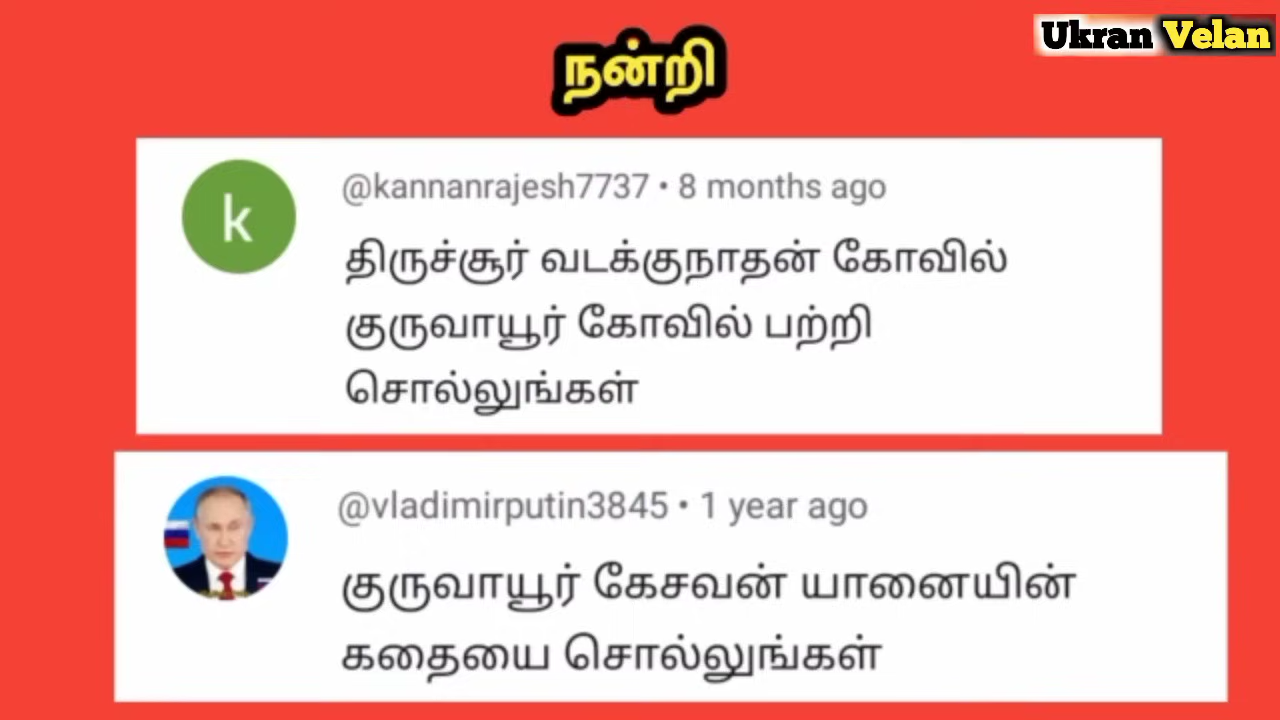 Ukran Velan
நன்றி
k
@kannanrajesh7737 • 8 months ago
திருச்சூர் வடக்குநாதன் கோவில்
குருவாயூர் கோவில் பற்றி
சொல்லுங்கள்
@vladimirputin3845 • 1 year ago
குருவாயூர் கேசவன் யானையின்
கதையை சொல்லுங்கள்